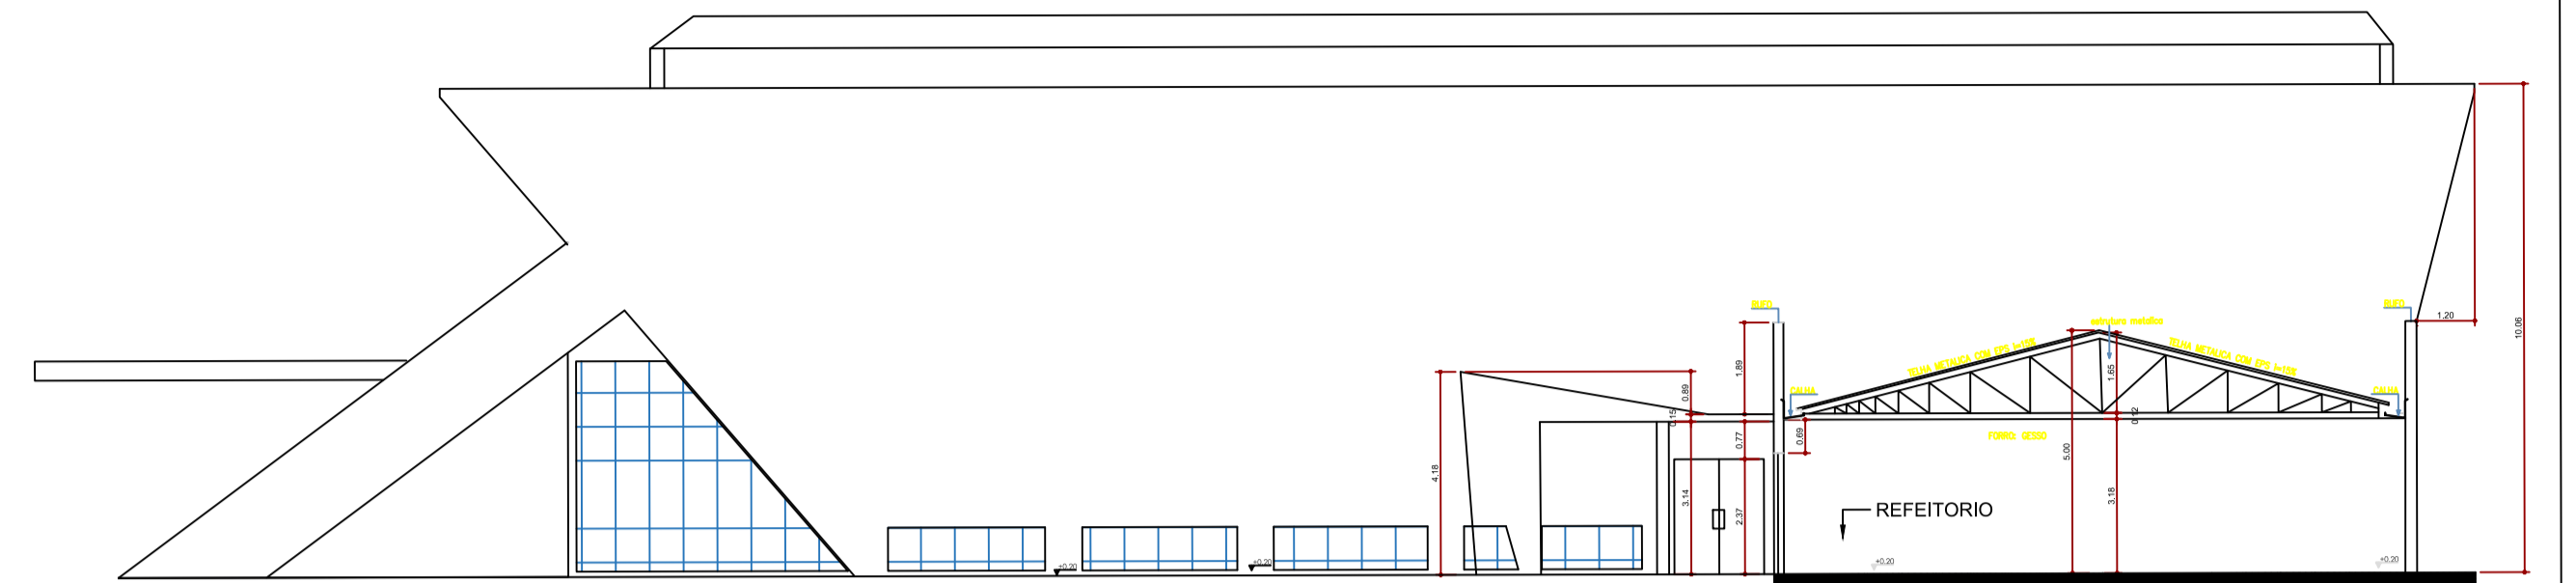 RUFO
RUFO
estrutura metalica
1.20
10.06
TELHA METALICA COM EPS I=10%
TELHA METALICA COM EPS I=10%
1.89
1.65
0.89
CALHA
CALHA
0.15
0.12
0.77
0.69
FORRO: GESSO
5.00
4.18
3.14
2.37
3.18
REFEITORIO
+0.20
+0.20
+0.20
+0.20